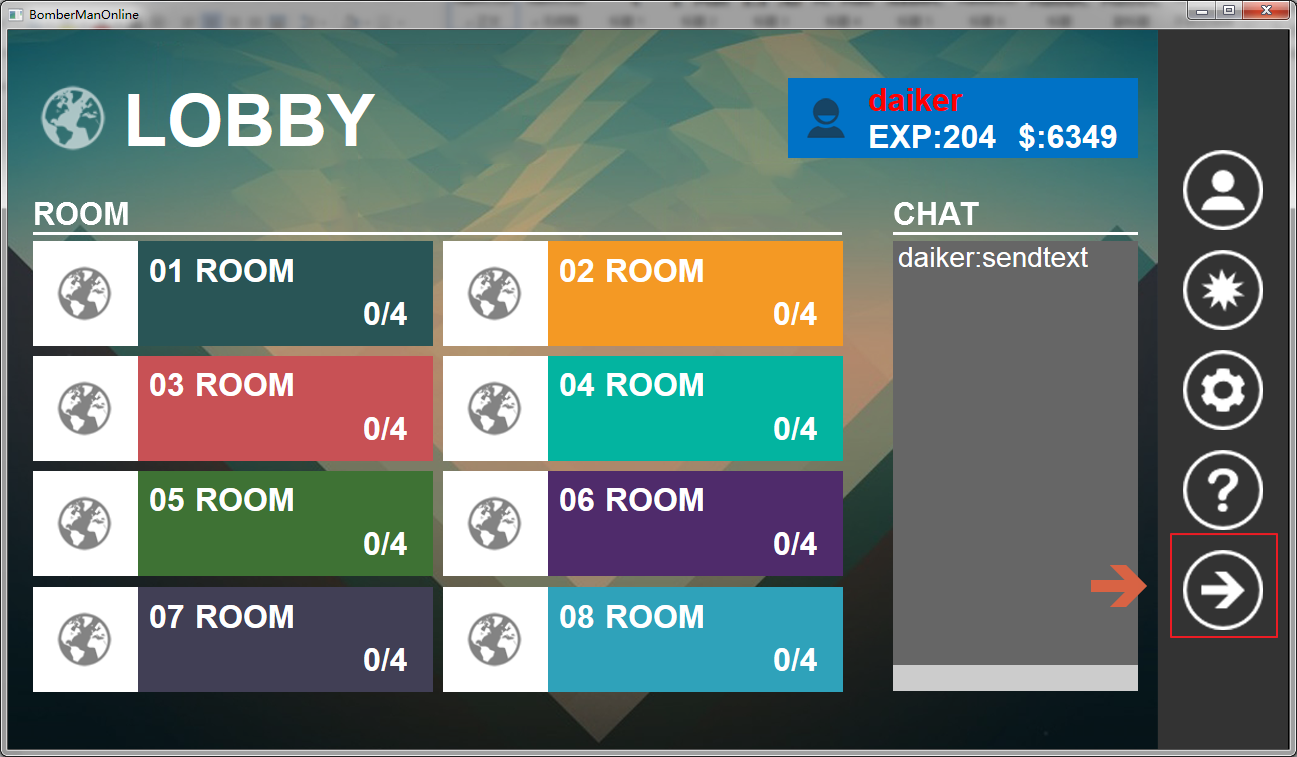 BomberManOnline
LOBBY
daiker
EXP:204 $:6349
ROOM
CHAT
01 ROOM
0/4
02 ROOM
0/4
daiker:sendtext
03 ROOM
0/4
04 ROOM
0/4
05 ROOM
0/4
06 ROOM
0/4
07 ROOM
0/4
08 ROOM
0/4